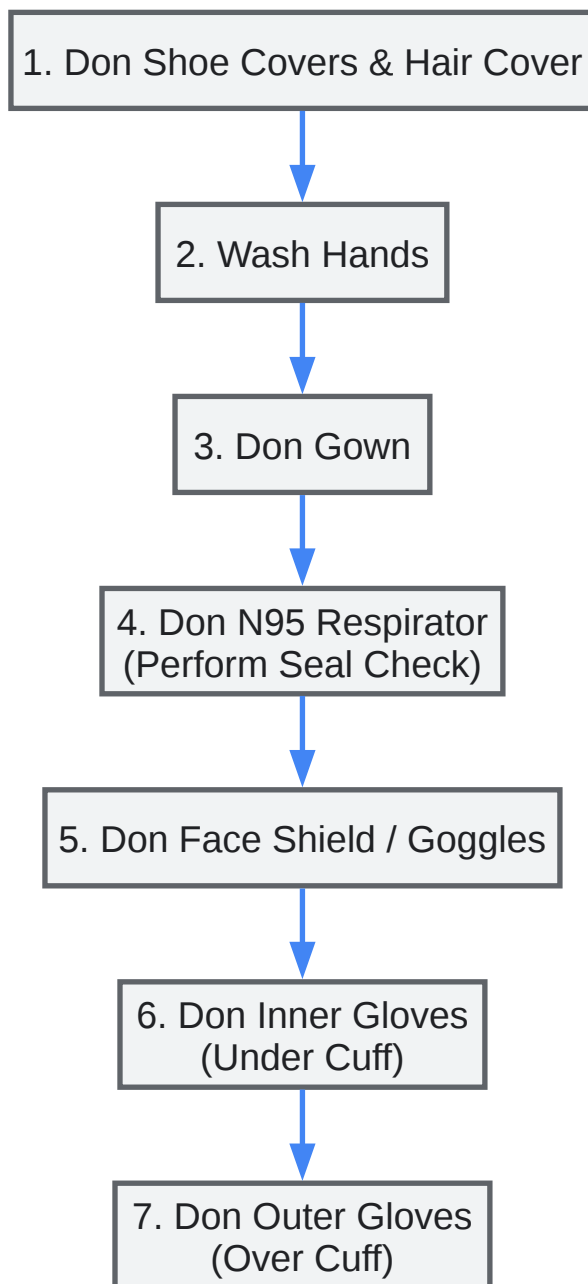 1. Don Shoe Covers & Hair Cover
2. Wash Hands
3. Don Gown
4. Don N95 Respirator
(Perform Seal Check)
5. Don Face Shield / Goggles
6. Don Inner Gloves
(Under Cuff)
7. Don Outer Gloves
(Over Cuff)